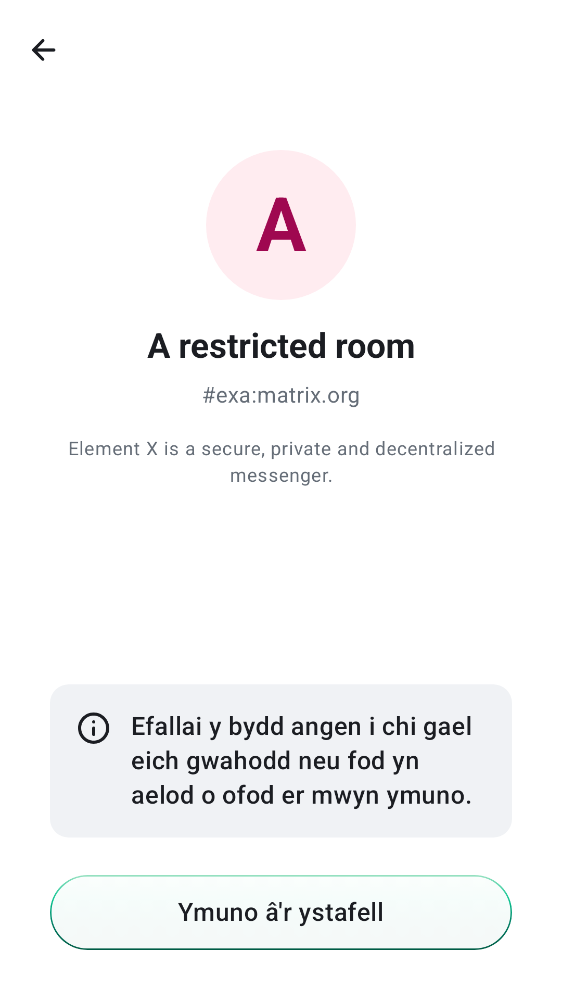 A
A restricted room
#exa:matrix.org
Element X is a secure, private and decentralized
messenger.
Efallai y bydd angen i chi gael
eich gwahodd neu fod yn
aelod o ofod er mwyn ymuno.
Ymuno â'r ystafell